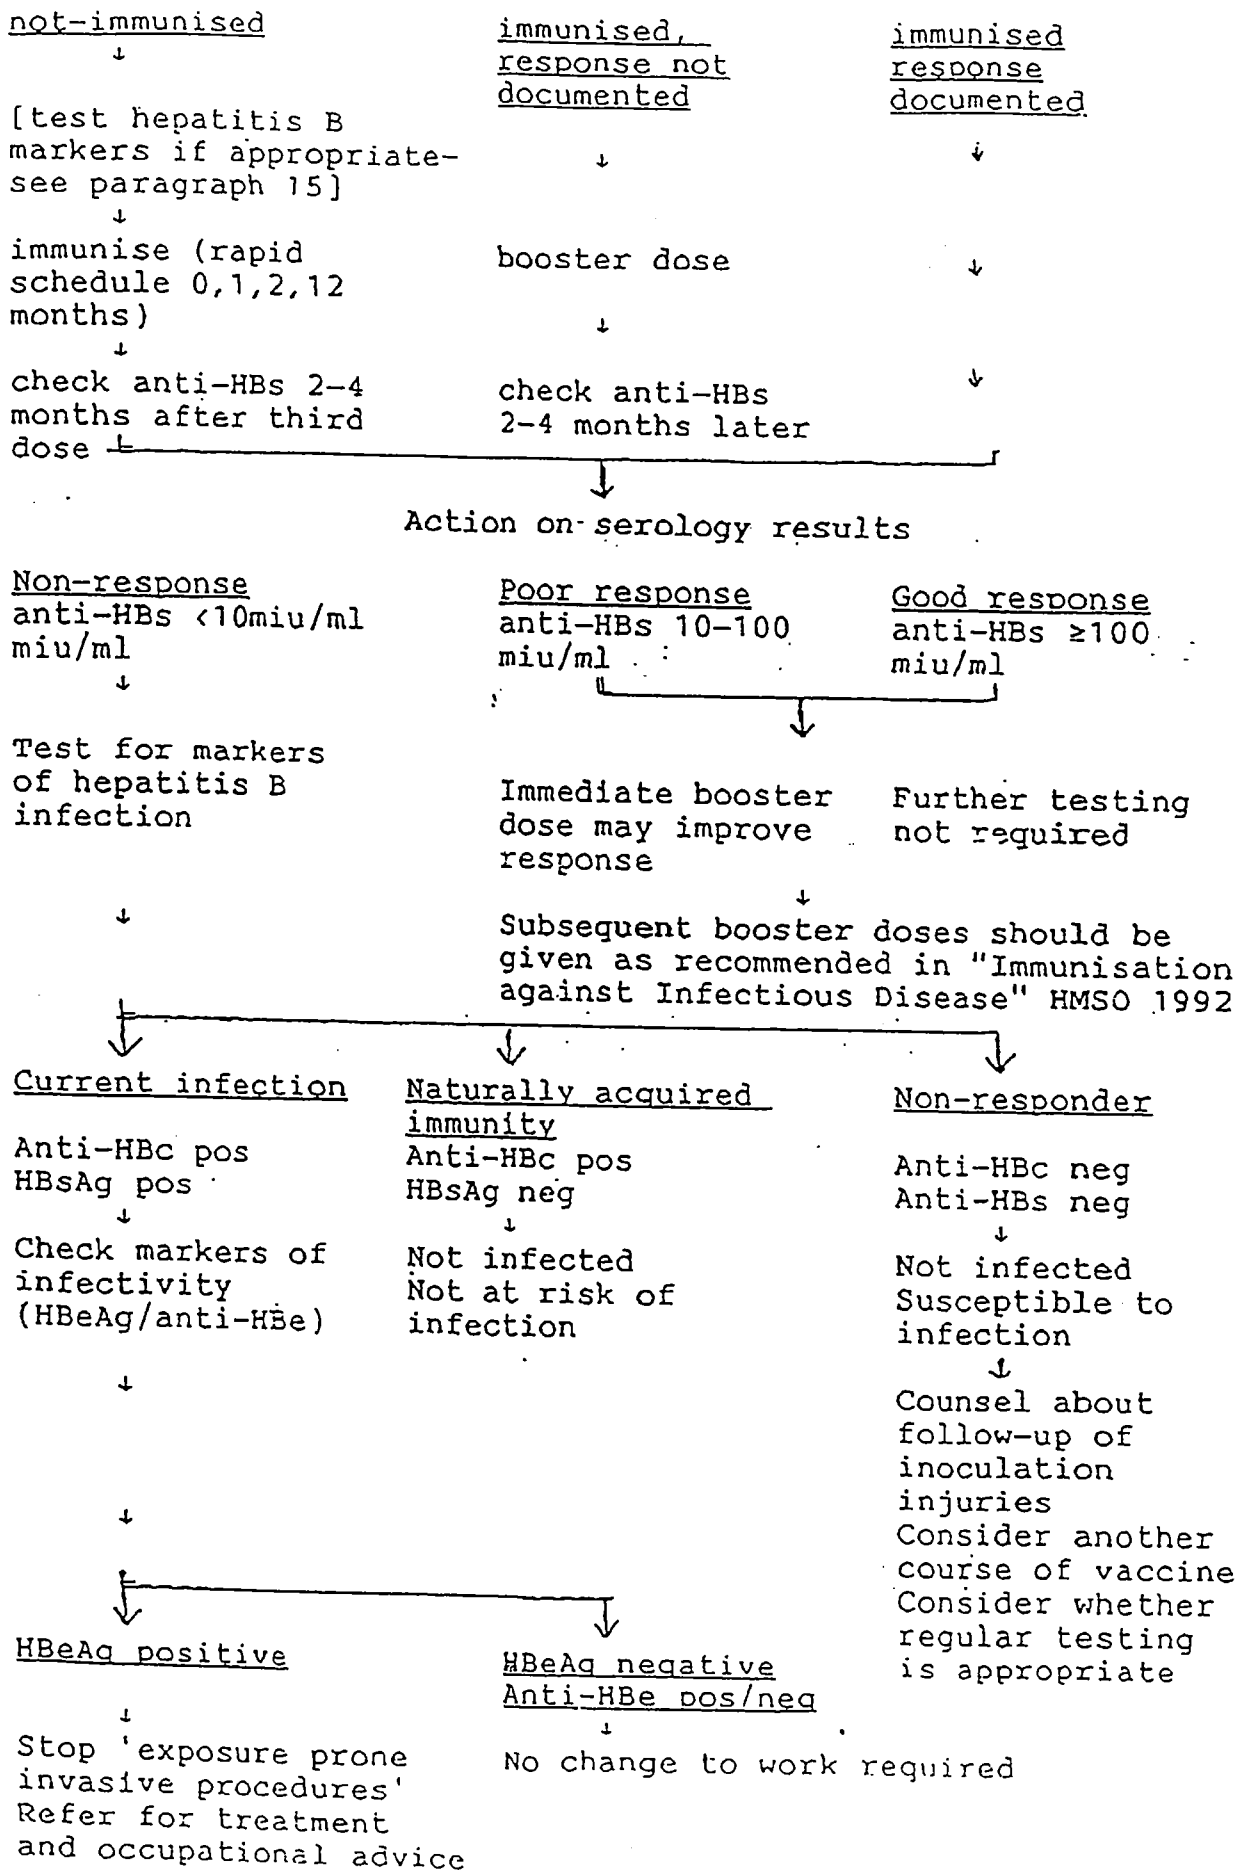 not-immunised
immunised,
response not
documented
immunised
response
documented
↓
[test hepatitis B
markers if appropriate-
see paragraph 15]
↓
↓
↓
immunise (rapid
schedule 0,1,2,12
months)
booster dose
↓
↓
↓
check anti-HBs 2-4
months after third
dose
check anti-HBs
2-4 months later
↓
Action on serology results
Non-response
anti-HBs <10miu/ml
miu/ml
Poor response
anti-HBs 10-100
miu/ml
Good response
anti-HBs ≥100
miu/ml
↓
Test for markers
of hepatitis B
infection
Immediate booster
dose may improve
response
Further testing
not required
↓
↓
Subsequent booster doses should be
given as recommended in "Immunisation
against Infectious Disease" HMSO 1992
Current infection
Naturally acquired
immunity
Non-responder
Anti-HBc pos
HBsAg pos
Anti-HBc pos
HBsAg neg
Anti-HBc neg
Anti-HBs neg
↓
↓
↓
Check markers of
infectivity
(HBeAg/anti-HBe)
Not infected
Not at risk of
infection
Not infected
Susceptible to
infection
↓
↓
Counsel about
follow-up of
inoculation
injuries
Consider another
course of vaccine
Consider whether
regular testing
is appropriate
↓
HBeAg positive
HBeAg negative
Anti-HBe pos/neg
↓
↓
Stop 'exposure prone
invasive procedures'
Refer for treatment
and occupational advice
No change to work required